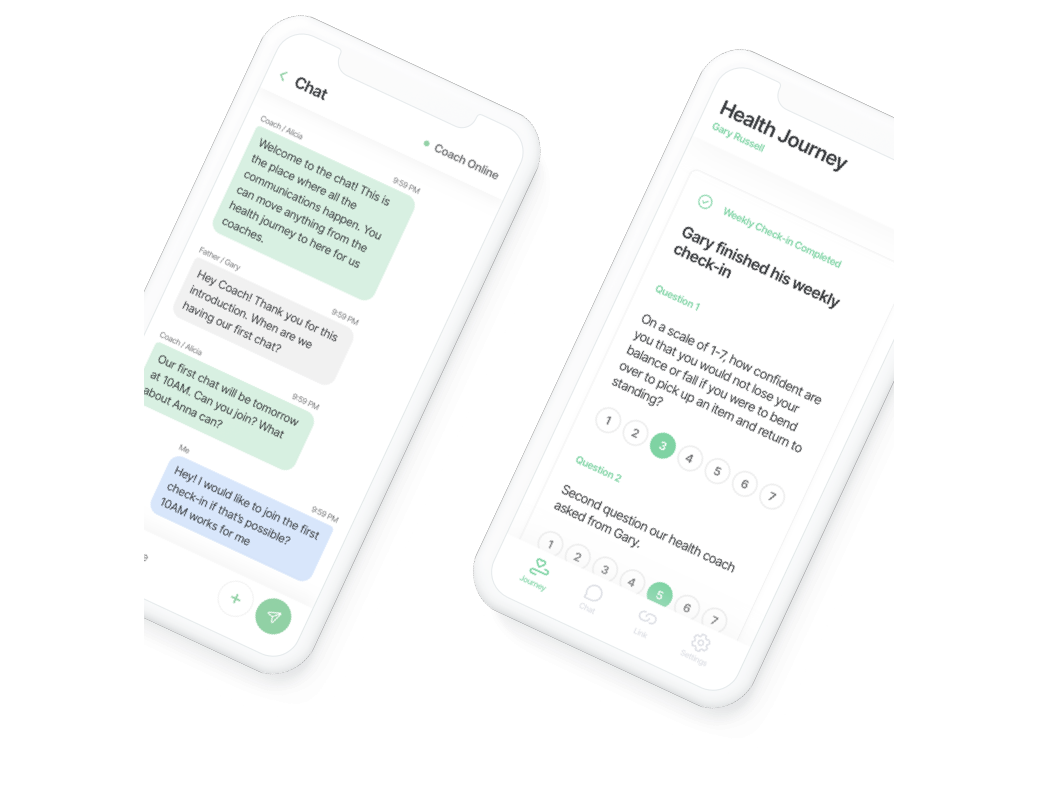 Chat
Coach Online
Coach / Alicia
9:59 PM
Welcome to the chat! This is
the place where all the
communications happen. You
can move anything from the
health journey to here for us
coaches.
Father / Gary
9:59 PM
Hey Coach! Thank you for this
introduction. When are we
having our first chat?
Coach / Alicia
9:59 PM
Our first chat will be tomorrow
at 10AM. Can you join? What
about Anna can?
Me
9:59 PM
Hey! I would like to join the first
check-in if that's possible?
10AM works for me
e
Health Journey
Gary Russell
Weekly Check-in Completed
Gary finished his weekly
check-in
Question 1
On a scale of 1-7, how confident are
you that you would not lose your
balance or fall if you were to bend
over to pick up an item and return to
standing?
1 2 3 4 5 6 7
Question 2
Second question our health coach
asked from Gary.
1 2 3 4 5 6 7
Journey
Chat
Link
Settings